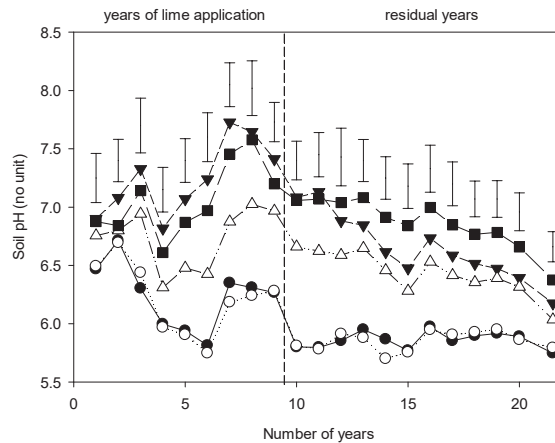 years of lime application residual years
8.5
8.0
7.5
7.0
6.5
6.0
5.5
Soil pH (no unit)
0 5 10 15 20
Number of years